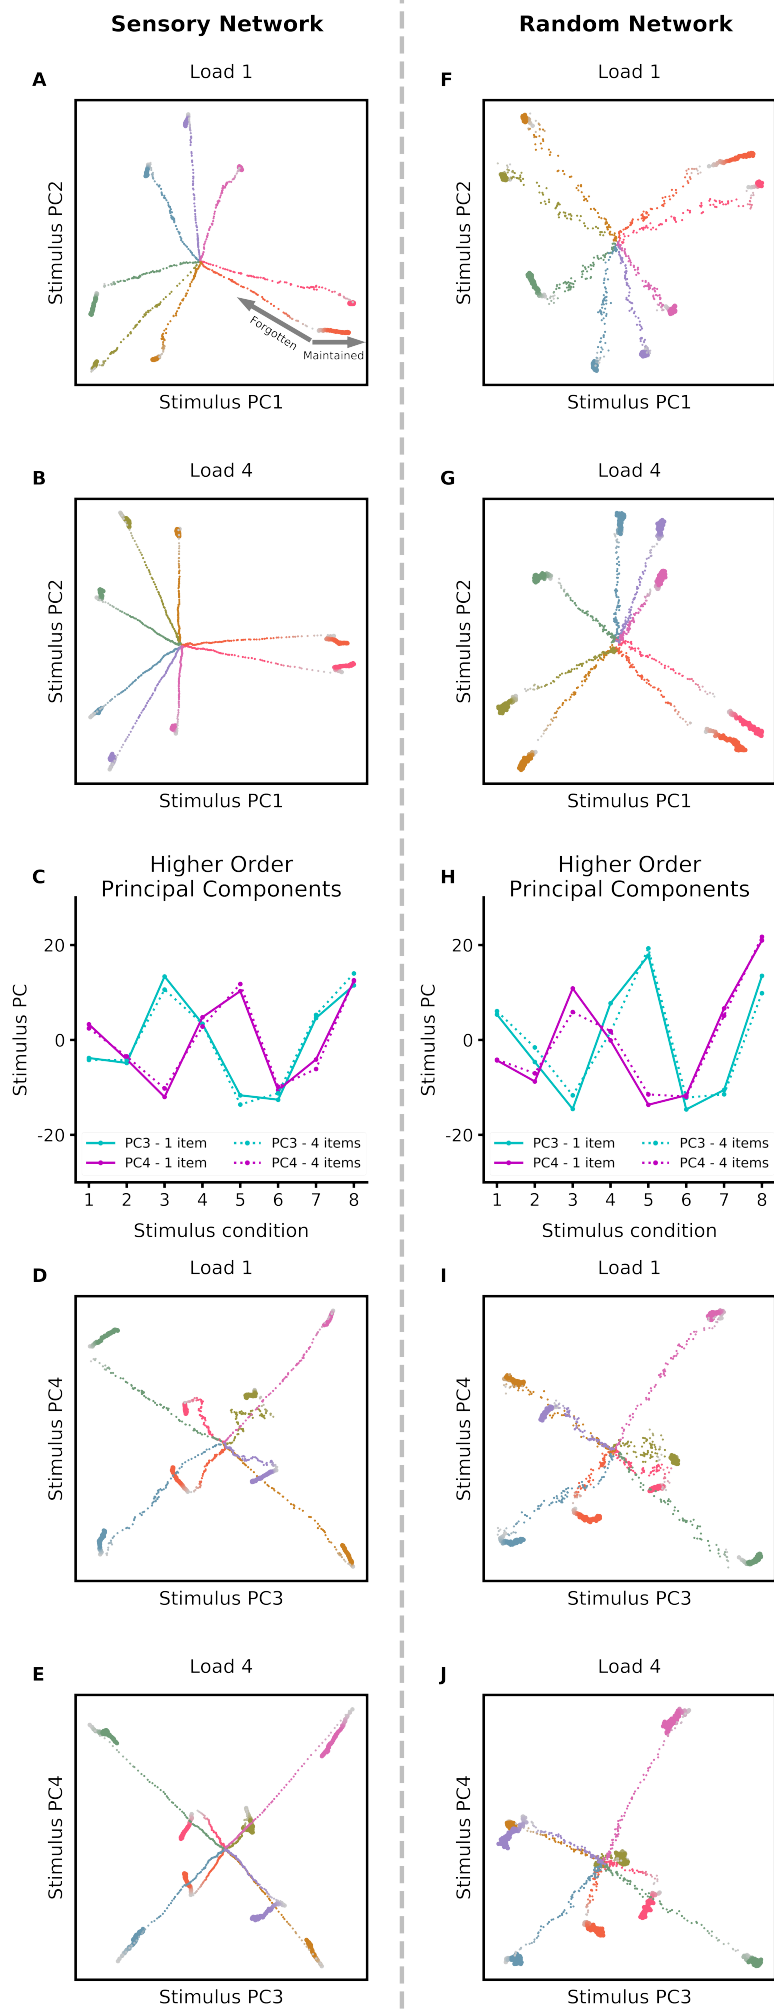 Sensory Network
Random Network
A
Load 1
Stimulus PC2
Forgotten
Maintained
Stimulus PC1
F
Load 1
Stimulus PC2
Stimulus PC1
B
Load 4
Stimulus PC2
Stimulus PC1
G
Load 4
Stimulus PC2
Stimulus PC1
C
Higher Order
Principal Components
Stimulus PC
20
0
-20
PC3 - 1 item
PC3 - 4 items
PC4 - 1 item
PC4 - 4 items
1 2 3 4 5 6 7 8
Stimulus condition
H
Higher Order
Principal Components
Stimulus PC
20
0
-20
PC3 - 1 item
PC3 - 4 items
PC4 - 1 item
PC4 - 4 items
1 2 3 4 5 6 7 8
Stimulus condition
D
Load 1
Stimulus PC4
Stimulus PC3
I
Load 1
Stimulus PC4
Stimulus PC3
E
Load 4
Stimulus PC4
Stimulus PC3
J
Load 4
Stimulus PC4
Stimulus PC3